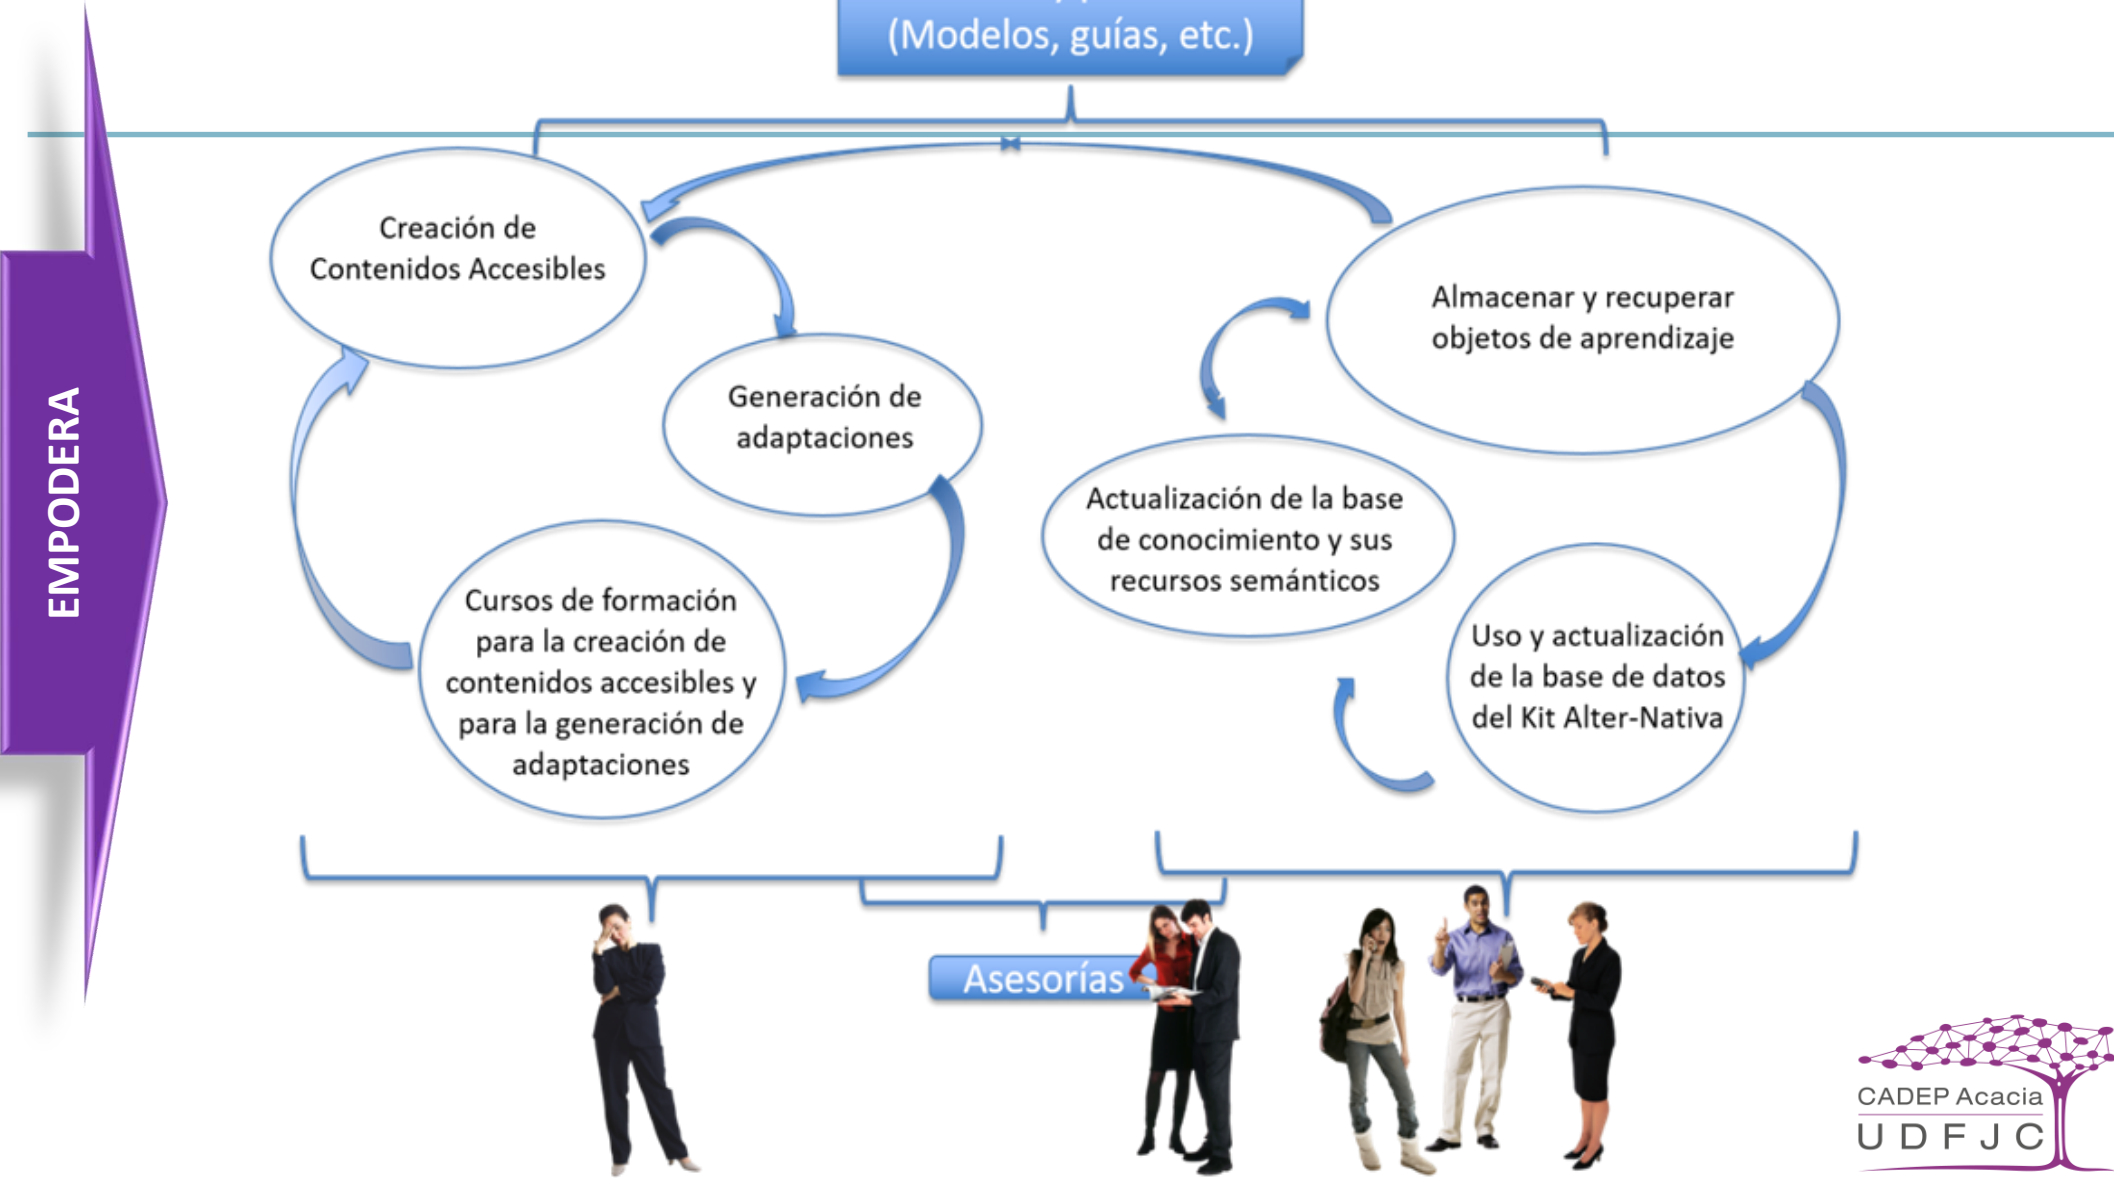 (Modelos, guías, etc.)
Creación de
Contenidos Accesibles
Almacenar y recuperar
objetos de aprendizaje
Generación de
adaptaciones
Actualización de la base
de conocimiento y sus
recursos semánticos
Cursos de formación
para la creación de
contenidos accesibles y
para la generación de
adaptaciones
Uso y actualización
de la base de datos
del Kit Alter-Nativa
EMPODERA
Asesorías
CADEP Acacia
UDFJC